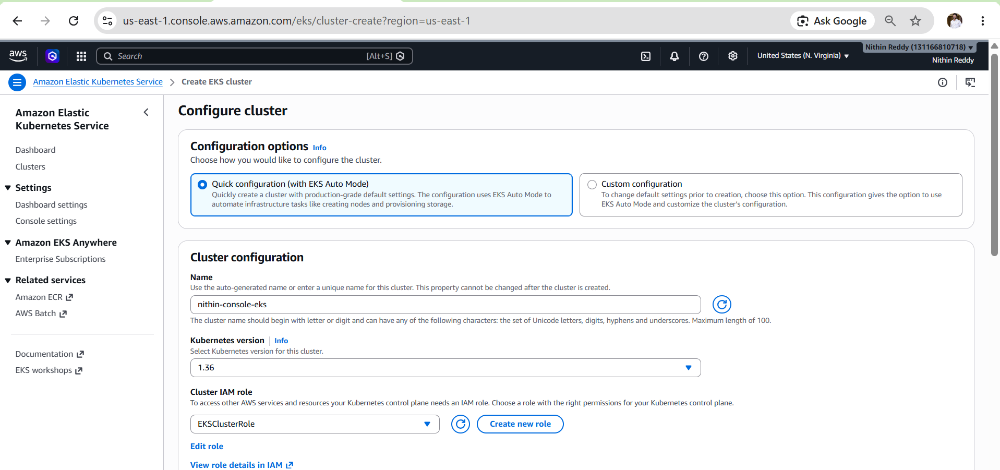 us-east-1.console.aws.amazon.com/eks/cluster-create?region=us-east-1
Ask Google
aws
Search
[Alt+S]
United States (N. Virginia)
Nithin Reddy (131166810718)
Nithin Reddy
Amazon Elastic Kubernetes Service
Create EKS cluster
Amazon Elastic
Kubernetes Service
Dashboard
Clusters
Settings
Dashboard settings
Console settings
Amazon EKS Anywhere
Enterprise Subscriptions
Related services
Amazon ECR
AWS Batch
Documentation
EKS workshops
Configure cluster
Configuration options Info
Choose how you would like to configure the cluster.
Quick configuration (with EKS Auto Mode)
Quickly create a cluster with production-grade default settings. The configuration uses EKS Auto Mode to
automate infrastructure tasks like creating nodes and provisioning storage.
Custom configuration
To change default settings prior to creation, choose this option. This configuration gives the option to use
EKS Auto Mode and customize the cluster’s configuration.
Cluster configuration
Name
Use the auto-generated name or enter a unique name for this cluster. This property cannot be changed after the cluster is created.
nithin-console-eks
The cluster name should begin with letter or digit and can have any of the following characters: the set of Unicode letters, digits, hyphens and underscores. Maximum length of 100.
Kubernetes version Info
Select Kubernetes version for this cluster.
1.36
Cluster IAM role
To access other AWS services and resources your Kubernetes control plane needs an IAM role. Choose a role with the right permissions for your Kubernetes control plane.
EKSClusterRole
Create new role
Edit role
View role details in IAM